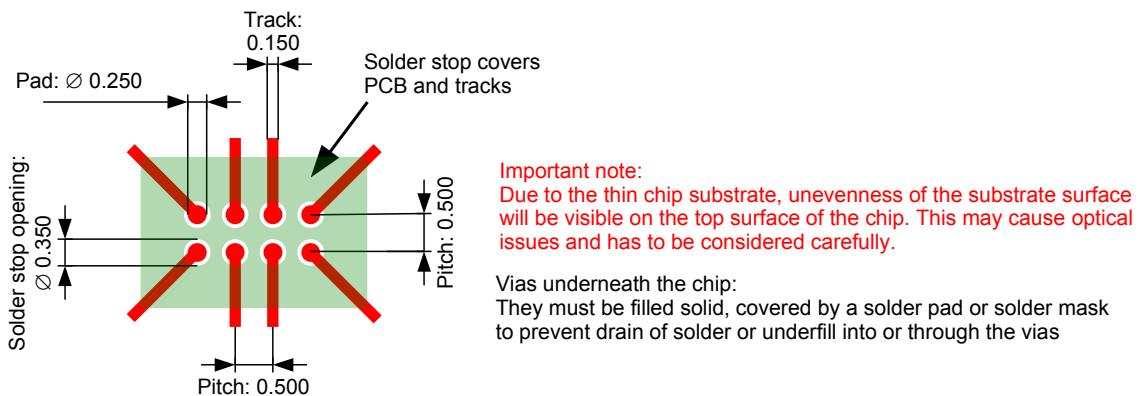 Track:
0.150
Pad: ∅ 0.250
Solder stop covers
PCB and tracks
Solder stop opening:
∅ 0.350
Pitch: 0.500
Pitch: 0.500
Important note:
Due to the thin chip substrate, unevenness of the substrate surface
will be visible on the top surface of the chip. This may cause optical
issues and has to be considered carefully.
Vias underneath the chip:
They must be filled solid, covered by a solder pad or solder mask
to prevent drain of solder or underfill into or through the vias